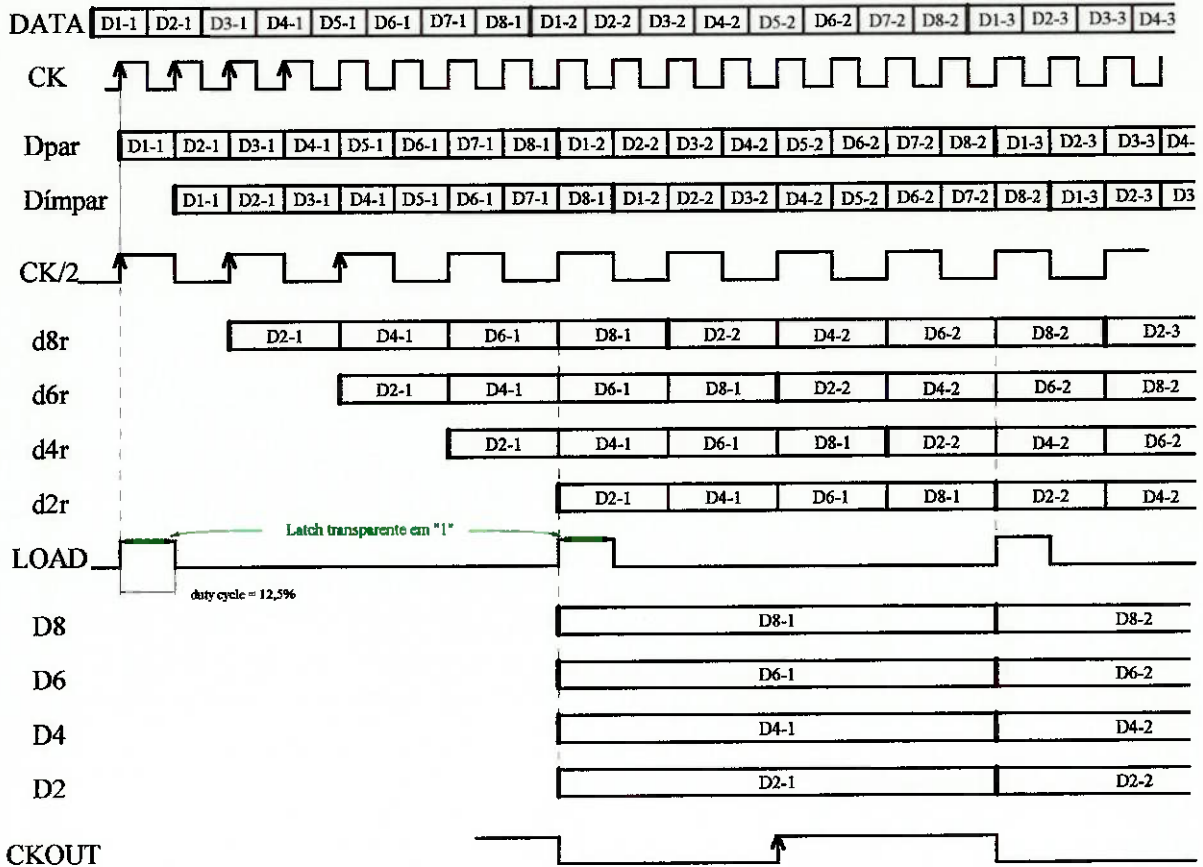 DATA D1-1 D2-1 D3-1 D4-1 D5-1 D6-1 D7-1 D8-1 D1-2 D2-2 D3-2 D4-2 D5-2 D6-2 D7-2 D8-2 D1-3 D2-3 D3-3 D4-3
CK
Dpar D1-1 D2-1 D3-1 D4-1 D5-1 D6-1 D7-1 D8-1 D1-2 D2-2 D3-2 D4-2 D5-2 D6-2 D7-2 D8-2 D1-3 D2-3 D3-3 D4-
Dímpar D1-1 D2-1 D3-1 D4-1 D5-1 D6-1 D7-1 D8-1 D1-2 D2-2 D3-2 D4-2 D5-2 D6-2 D7-2 D8-2 D1-3 D2-3 D3
CK/2
d8r D2-1 D4-1 D6-1 D8-1 D2-2 D4-2 D6-2 D8-2 D2-3
d6r D2-1 D4-1 D6-1 D8-1 D2-2 D4-2 D6-2 D8-2
d4r D2-1 D4-1 D6-1 D8-1 D2-2 D4-2 D6-2
d2r D2-1 D4-1 D6-1 D8-1 D2-2 D4-2
Latch transparente em "1"
LOAD
duty cycle = 12,5%
D8 D8-1 D8-2
D6 D6-1 D6-2
D4 D4-1 D4-2
D2 D2-1 D2-2
CKOUT